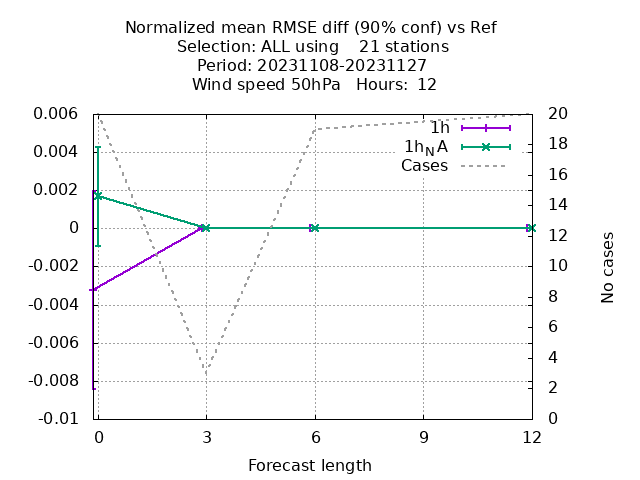 Normalized mean RMSE diff (90% conf) vs Ref
Selection: ALL using 21 stations
Period: 20231108-20231127
Wind speed 50hPa Hours: 12
0.006
0.004
0.002
0
-0.002
-0.004
-0.006
-0.008
-0.01
1h
1hNA
Cases
20
18
16
14
12
10
8
6
4
2
0
No cases
0 3 6 9 12
Forecast length